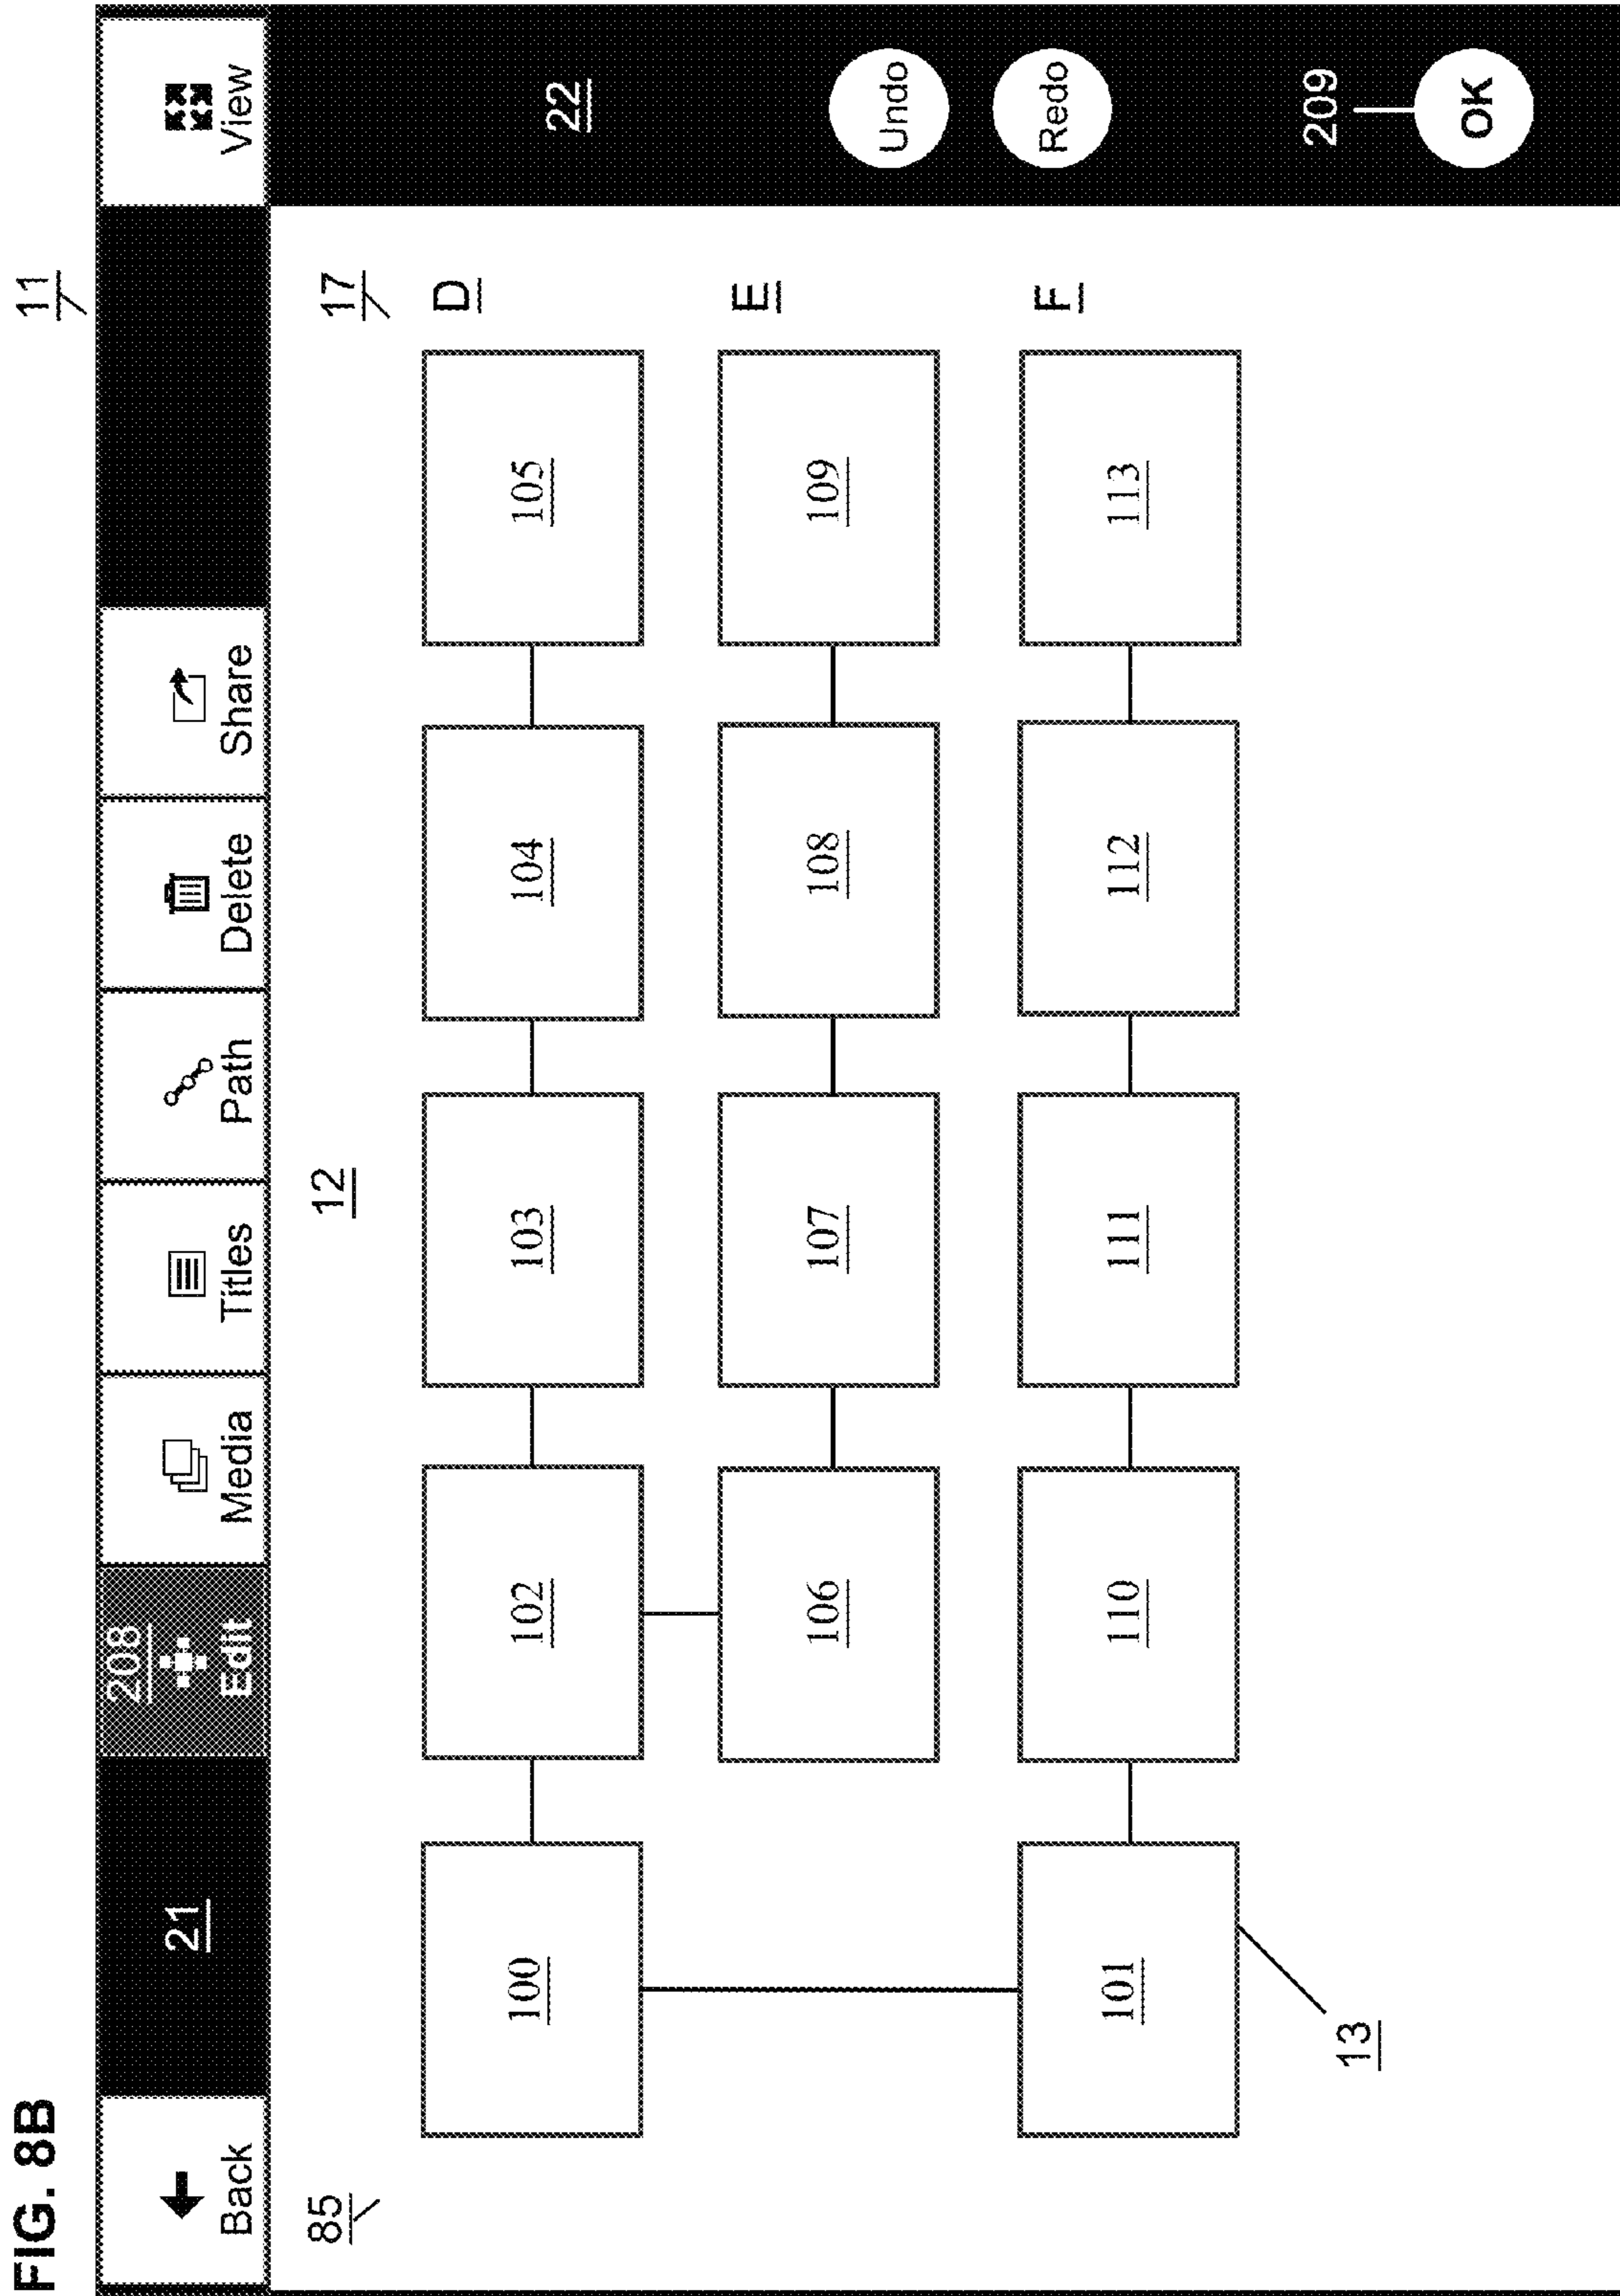 FIG. 8B
11
Back
21
208
Edit
Media
Titles
Path
Delete
Share
View
85
12
17
22
100
102
103
104
105
D
106
107
108
109
E
Undo
101
110
111
112
113
F
Redo
13
209
OK